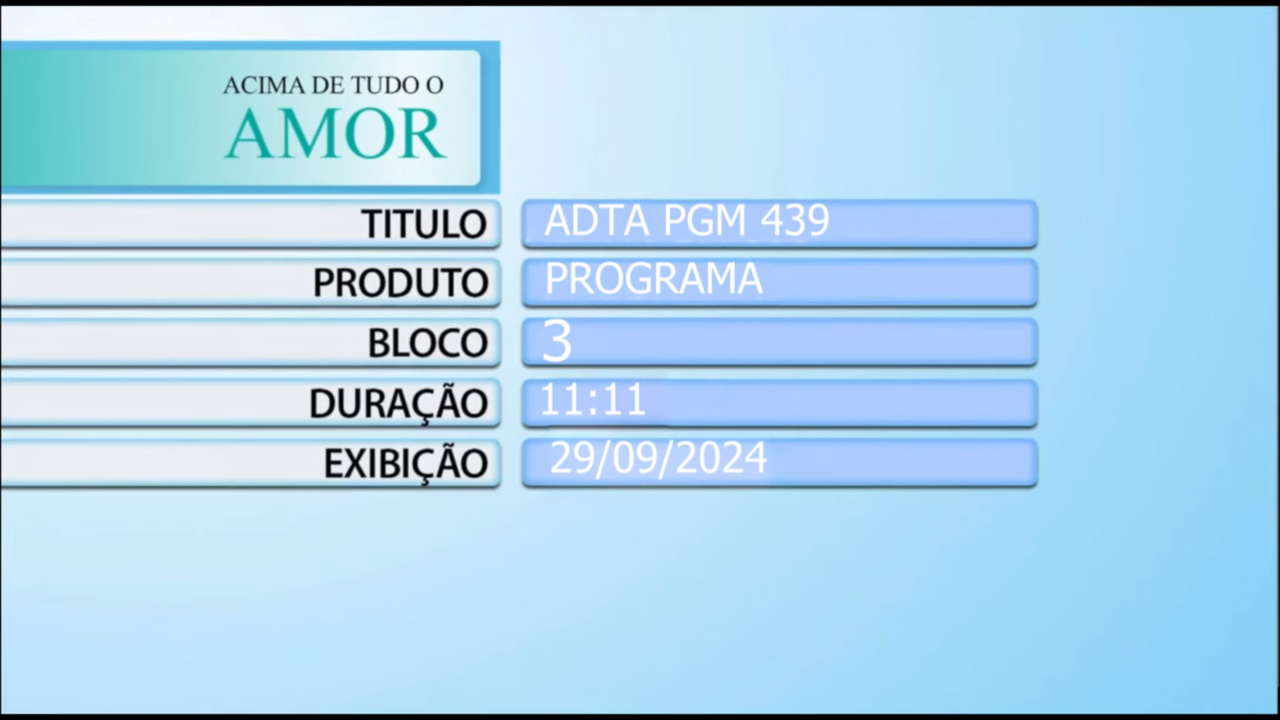 ACIMA DE TUDO O
AMOR
TITULO ADTA PGM 439
PRODUTO PROGRAMA
BLOCO 3
DURAÇÃO 11:11
EXIBIÇÃO 29/09/2024